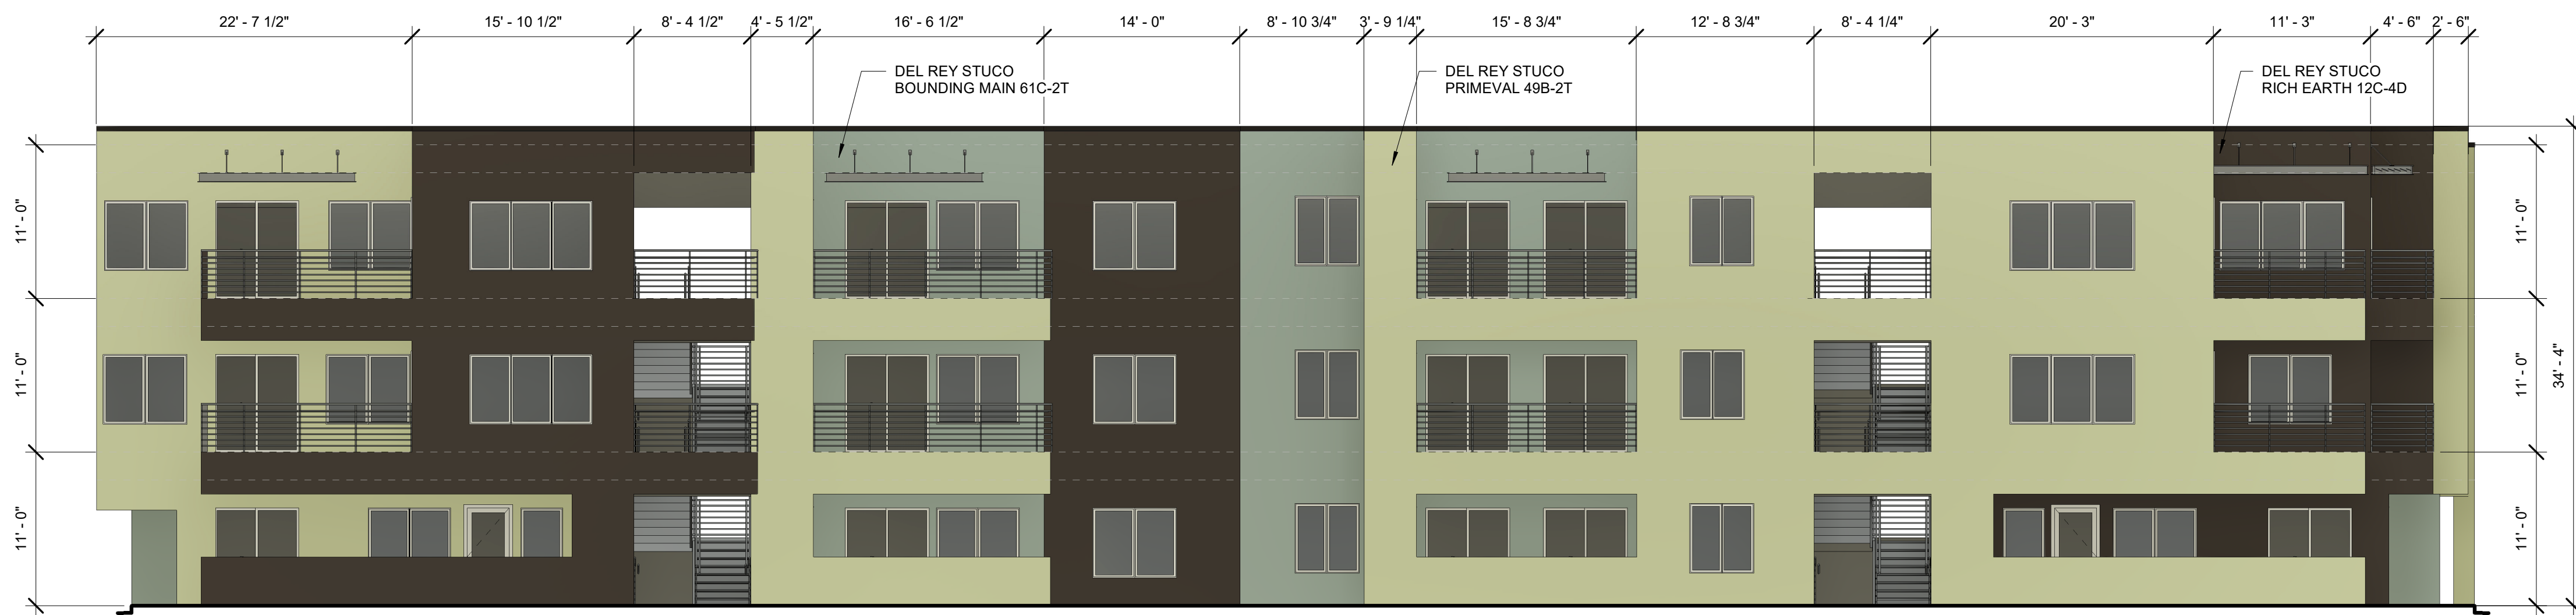 22' - 7 1/2"
15' - 10 1/2"
8' - 4 1/2"
4' - 5 1/2"
16' - 6 1/2"
14' - 0"
8' - 10 3/4"
3' - 9 1/4"
15' - 8 3/4"
12' - 8 3/4"
8' - 4 1/4"
20' - 3"
11' - 3"
4' - 6"
2' - 6"
DEL REY STUCO
BOUNDING MAIN 61C-2T
DEL REY STUCO
PRIMEVAL 49B-2T
DEL REY STUCO
RICH EARTH 12C-4D
11' - 0"
11' - 0"
11' - 0"
11' - 0"
11' - 0"
11' - 0"
34' - 4"